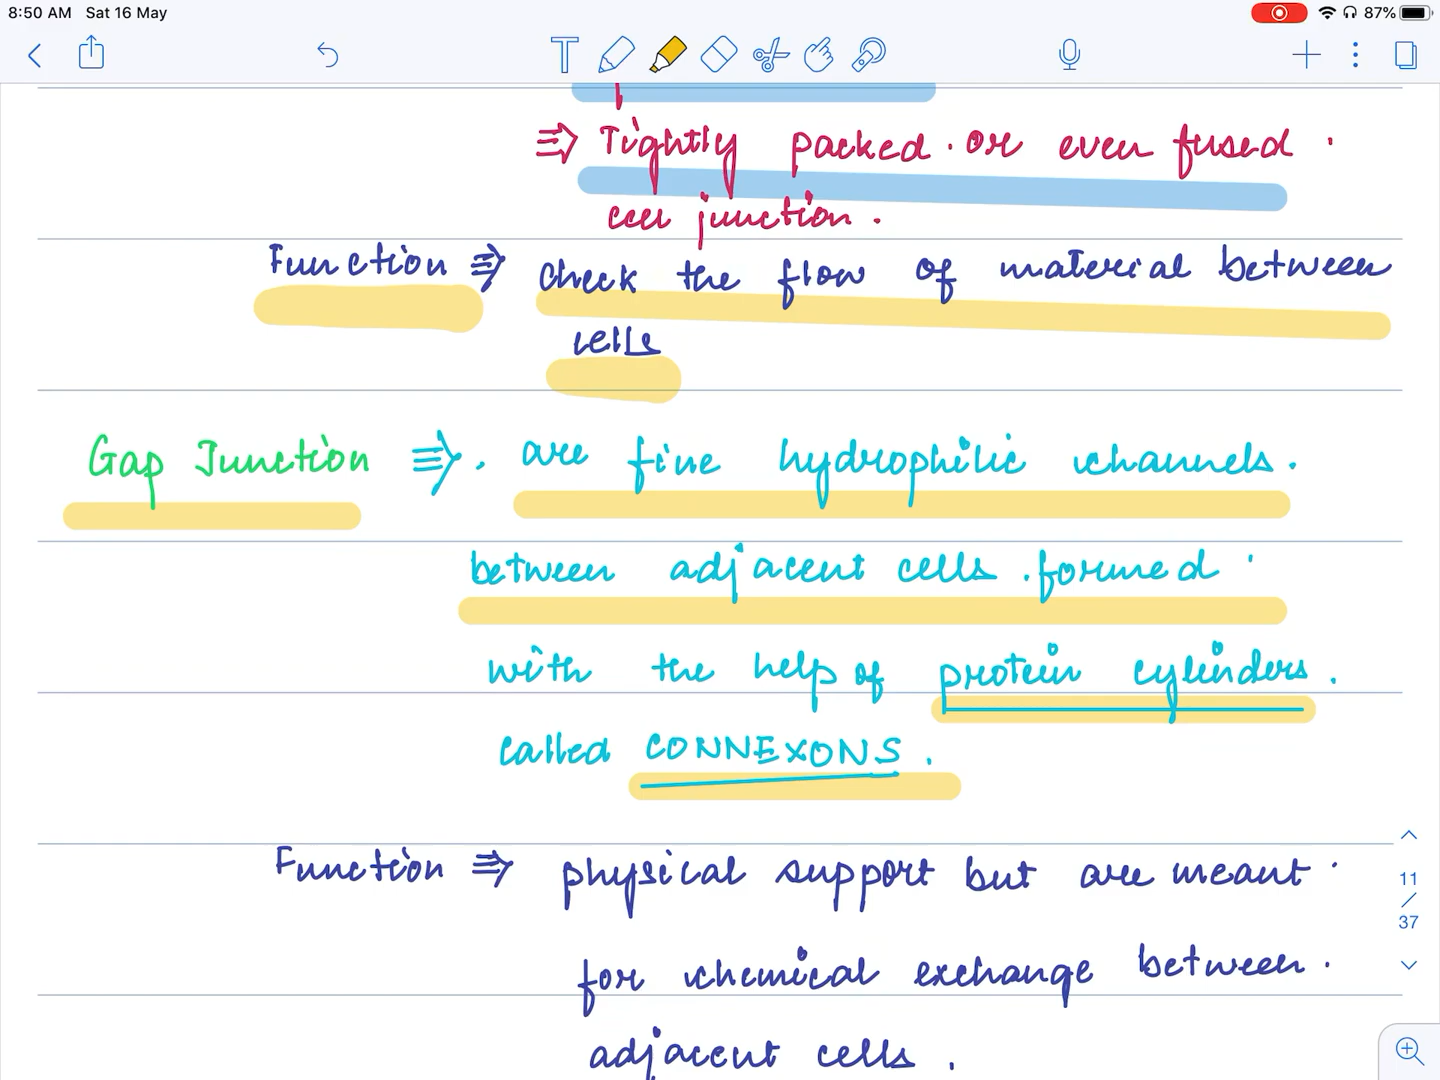 8:50 AM Sat 16 May
87%
⇒ Tightly packed. or even fused.
cell junction.
Function ⇒ check the flow of material between
cells
Gap Junction ⇒. are fine hydrophilic channels.
between adjacent cells .formed.
with the help of protein cylinders.
called CONNEXONS.
Function ⇒ physical support but are meant.
for chemical exchange between.
adjacent cells.
11
/
37